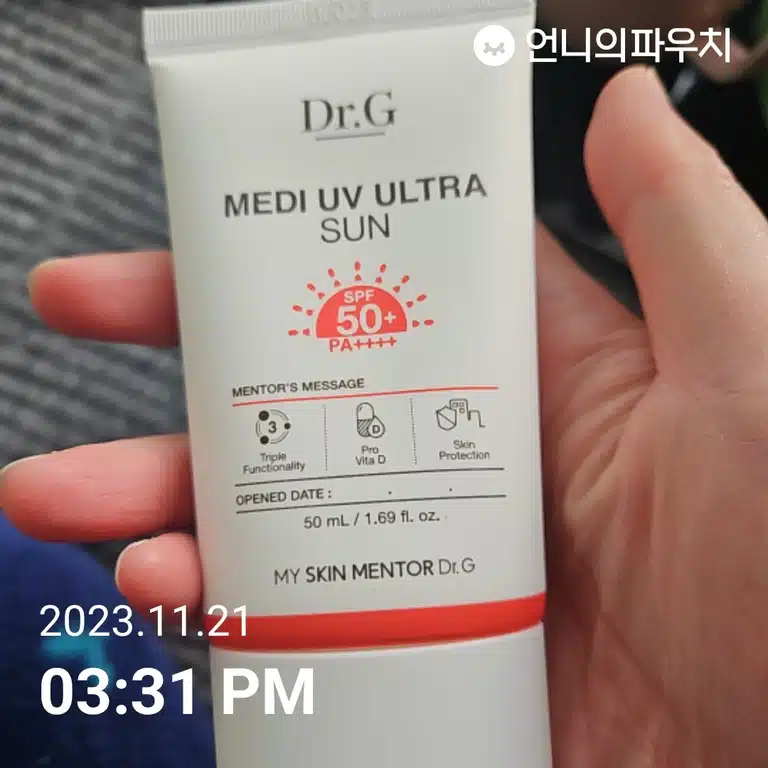 언니의파우치
Dr.G
MEDI UV ULTRA
SUN
SPF
50+
PA++++
MENTOR'S MESSAGE
3
Triple
Functionality
D
Pro
Vita D
Skin
Protection
OPENED DATE : . .
50 mL / 1.69 fl. oz.
MY SKIN MENTOR Dr.G
2023.11.21
03:31 PM